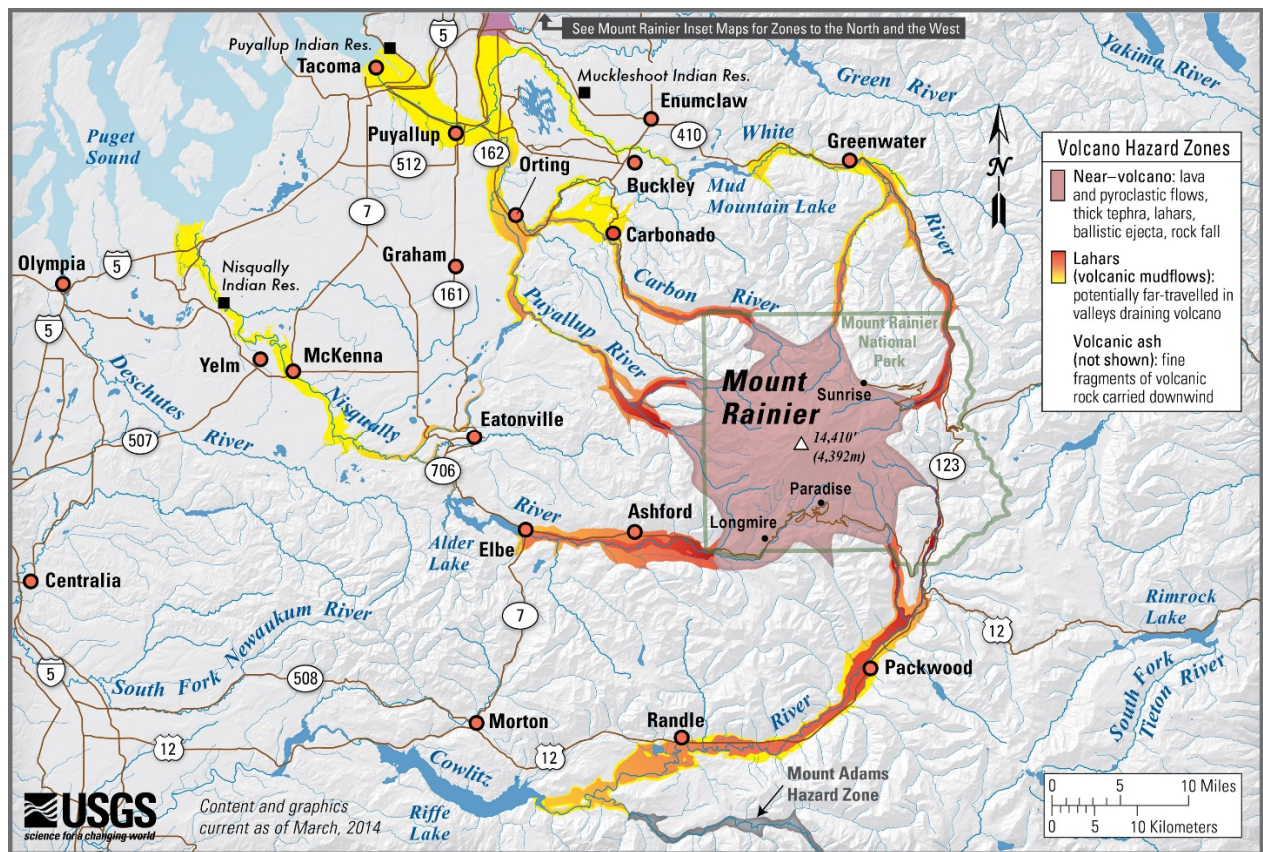 See Mount Rainier Inset Maps for Zones to the North and the West
5
Puyallup Indian Res.
Tacoma
Muckleshoot Indian Res.
Green River
Yakima River
Enumclaw
410
White
Greenwater
Puget
Sound
Puyallup
512
162
Orting
Buckley
Mud
Mountain Lake
River
N
7
Carbonado
Graham
161
Carbon River
Olympia
5
Nisqually
Indian Res.
Puyallup
River
Mount Rainier
National
Park
5
Yelm
McKenna
Mount
Rainier
Sunrise
14,410'
(4,392m)
Deschutes
River
Nisqually
507
Eatonville
706
123
Paradise
River
Ashford
Longmire
Alder
Lake
Elbe
Centralia
7
Rimrock
Lake
12
South Fork Newaukum River
5
508
Packwood
South Fork
Tieton River
Morton
Randle
River
12
12
Cowlitz
Riffe
Lake
Mount Adams
Hazard Zone
Volcano Hazard Zones
Near–volcano: lava
and pyroclastic flows,
thick tephra, lahars,
ballistic ejecta, rock fall
Lahars
(volcanic mudflows):
potentially far-travelled in
valleys draining volcano
Volcanic ash
(not shown): fine
fragments of volcanic
rock carried downwind
USGS
science for a changing world
Content and graphics
current as of March, 2014
0 5 10 Miles
0 5 10 Kilometers